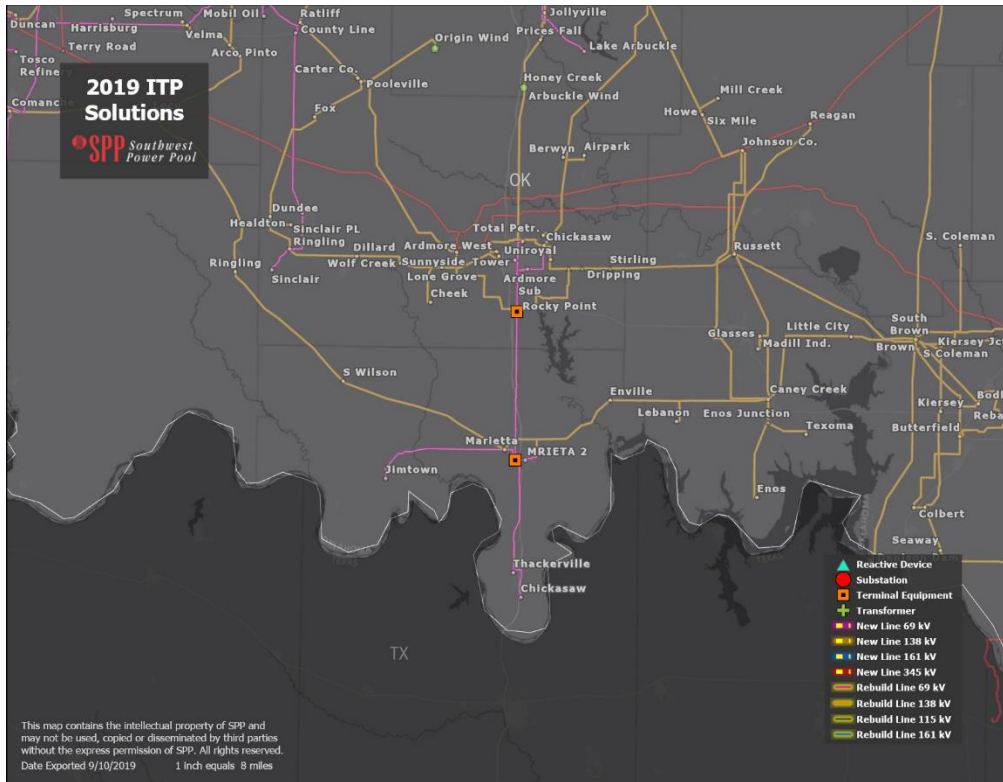 Duncan
Harrisburg
Spectrum
Mobil Oil
Velma
Ratliff
County Line
Terry Road
Tosco
Refinery
Arco, Pinto
Comanche
2019 ITP
Solutions
SPP Southwest
Power Pool
Carter Co.
Pooleville
Fox
Origin Wind
Jollyville
Prices Fall
Lake Arbuckle
Honey Creek
Arbuckle Wind
Mill Creek
Howe
Six Mile
Reagan
Johnson Co.
Berwyn
Airpark
OK
Dundee
Healdton
Sinclair PL
Ringling
Ringling
Sinclair
Dillard
Wolf Creek
Ardmore West
Sunnyside
Lone Grove
Cheek
Total Petr.
Chickasaw
Uniroyal
Tower
Ardmore
Sub
Stirling
Dripping
Rocky Point
Russett
S. Coleman
Glasses
Madill Ind.
Little City
South
Brown
Brown
Kiersey Jct
S Coleman
S Wilson
Enville
Lebanon
Caney Creek
Enos Junction
Texoma
Kiersey
Bodl
Reba
Butterfield
Marietta
MRIETA 2
Jimtown
Enos
Colbert
Seaway
OKLAHOMA
TEXAS
TEXAS
Thackerville
Chickasaw
TX
Reactive Device
Substation
Terminal Equipment
Transformer
New Line 69 kV
New Line 138 kV
New Line 161 kV
New Line 345 kV
Rebuild Line 69 kV
Rebuild Line 138 kV
Rebuild Line 115 kV
Rebuild Line 161 kV
This map contains the intellectual property of SPP and
may not be used, copied or disseminated by third parties
without the express permission of SPP. All rights reserved.
Date Exported 9/10/2019 1 inch equals 8 miles